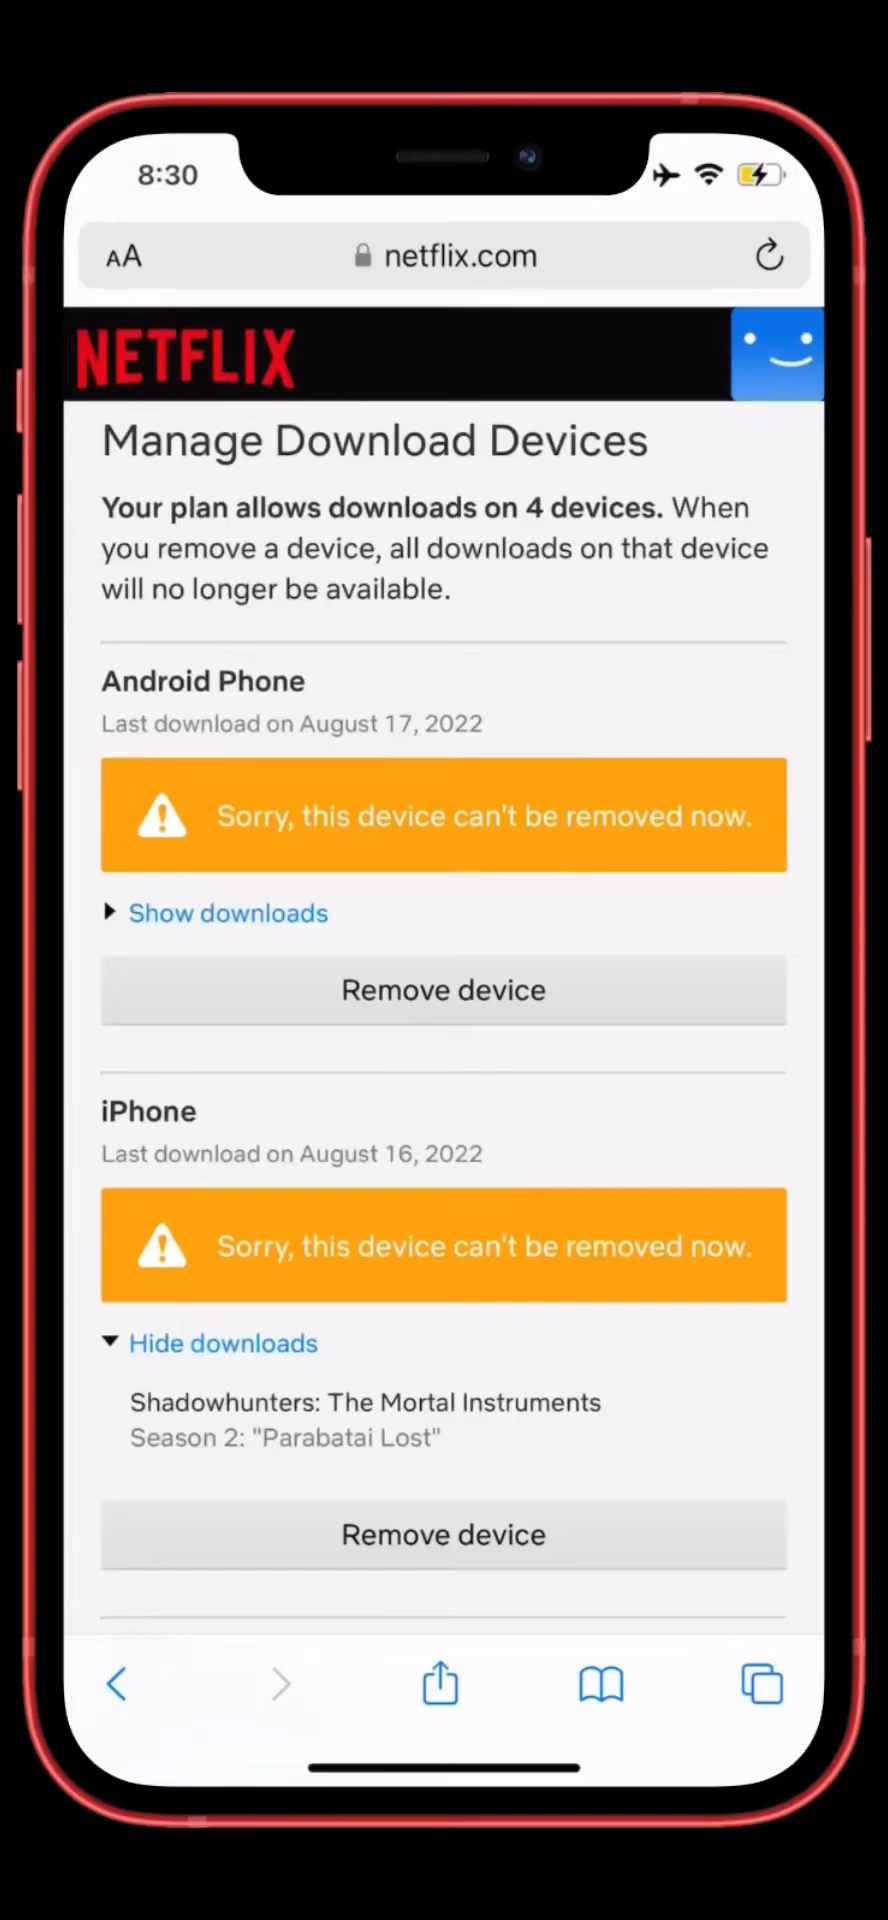 8:30
AA
netflix.com
NETFLIX
Manage Download Devices
Your plan allows downloads on 4 devices. When
you remove a device, all downloads on that device
will no longer be available.
Android Phone
Last download on August 17, 2022
Sorry, this device can't be removed now.
Show downloads
Remove device
iPhone
Last download on August 16, 2022
Sorry, this device can't be removed now.
Hide downloads
Shadowhunters: The Mortal Instruments
Season 2: "Parabatai Lost"
Remove device